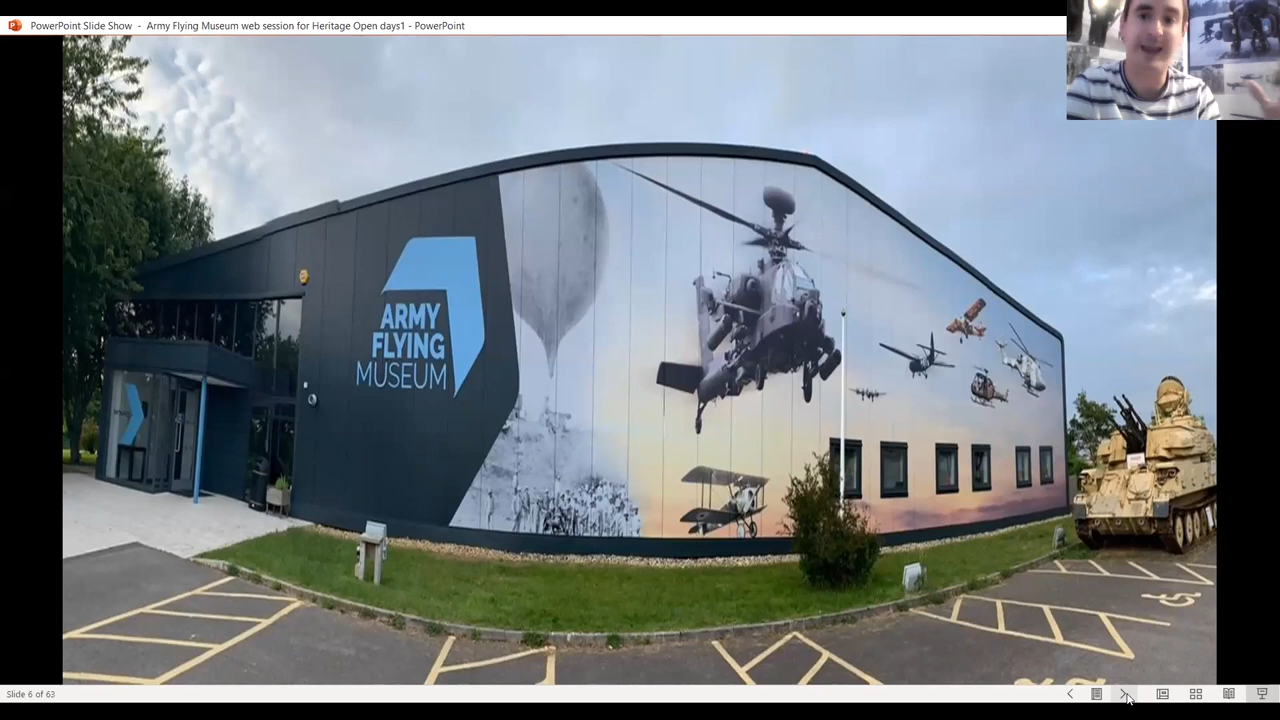 PowerPoint Slide Show - Army Flying Museum web session for Heritage Open days1 - PowerPoint
ARMY
FLYING
MUSEUM
Slide 6 of 63